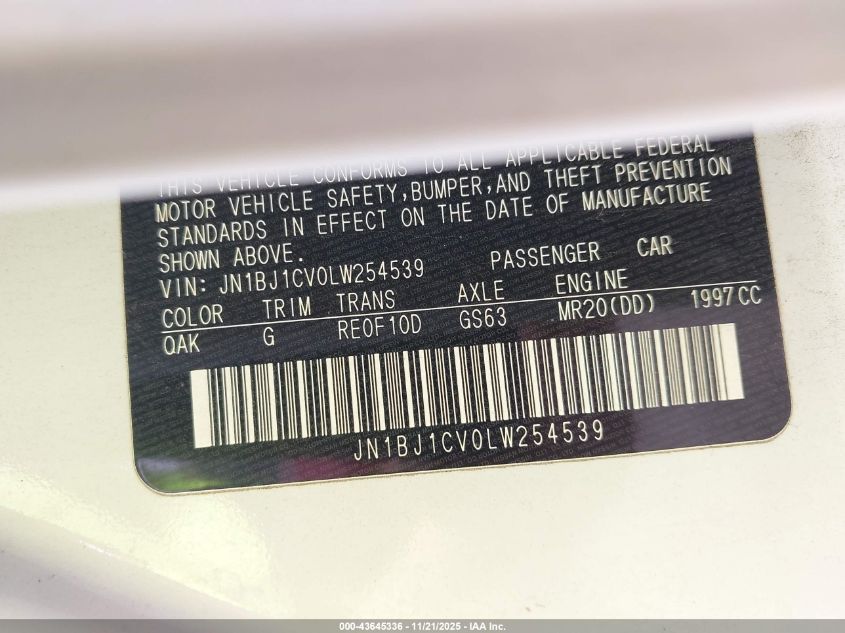 THIS VEHICLE CONFORMS TO ALL APPLICABLE FEDERAL
MOTOR VEHICLE SAFETY, BUMPER, AND THEFT PREVENTION
STANDARDS IN EFFECT ON THE DATE OF MANUFACTURE
SHOWN ABOVE.
VIN: JN1BJ1CV0LW254539 PASSENGER CAR
COLOR TRIM TRANS AXLE ENGINE
QAK G RE0F10D GS63 MR20(DD) 1997CC
JN1BJ1CV0LW254539
000-43645336 - 11/21/2025 - IAA Inc.